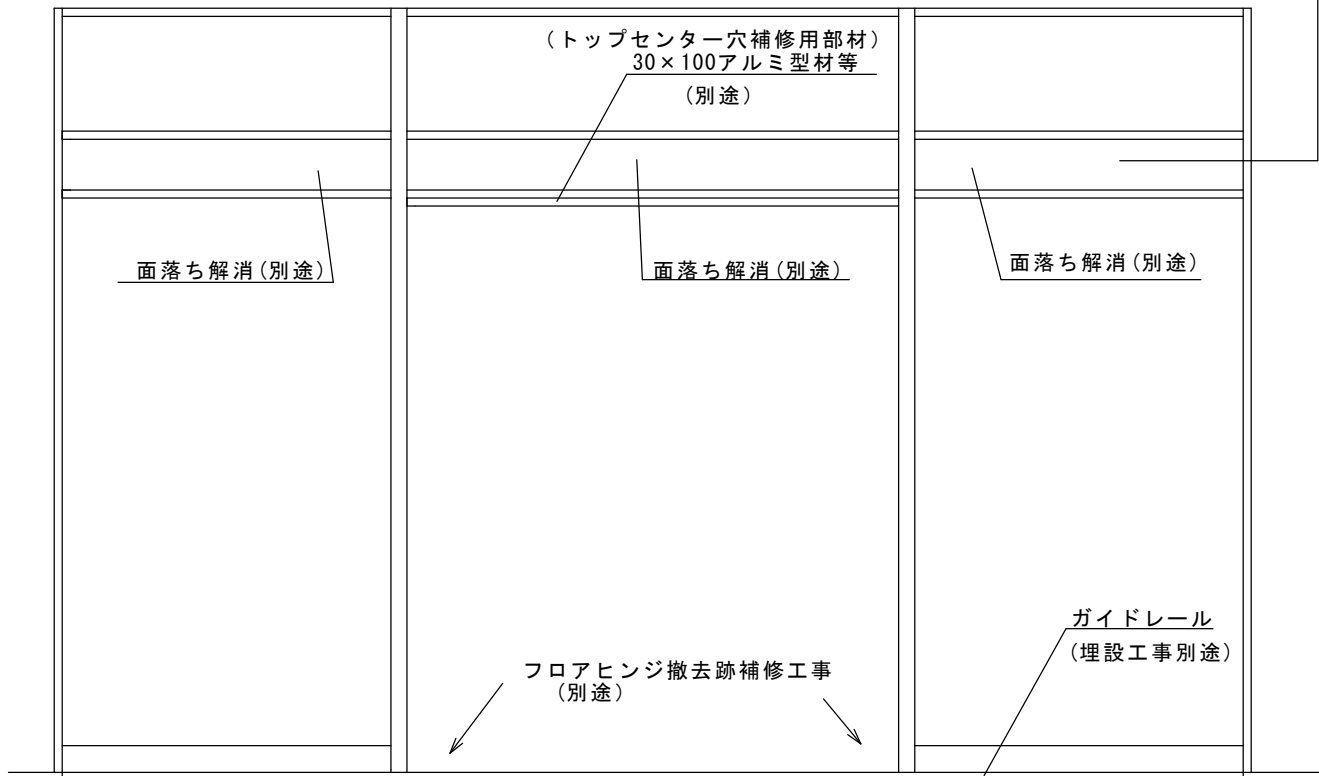 (トップセンター穴補修用部材)
30×100アルミ型材等
(別途)
面落ち解消(別途)
面落ち解消(別途)
面落ち解消(別途)
ガイドレール
(埋設工事別途)
フロアヒンジ撤去跡補修工事
(別途)